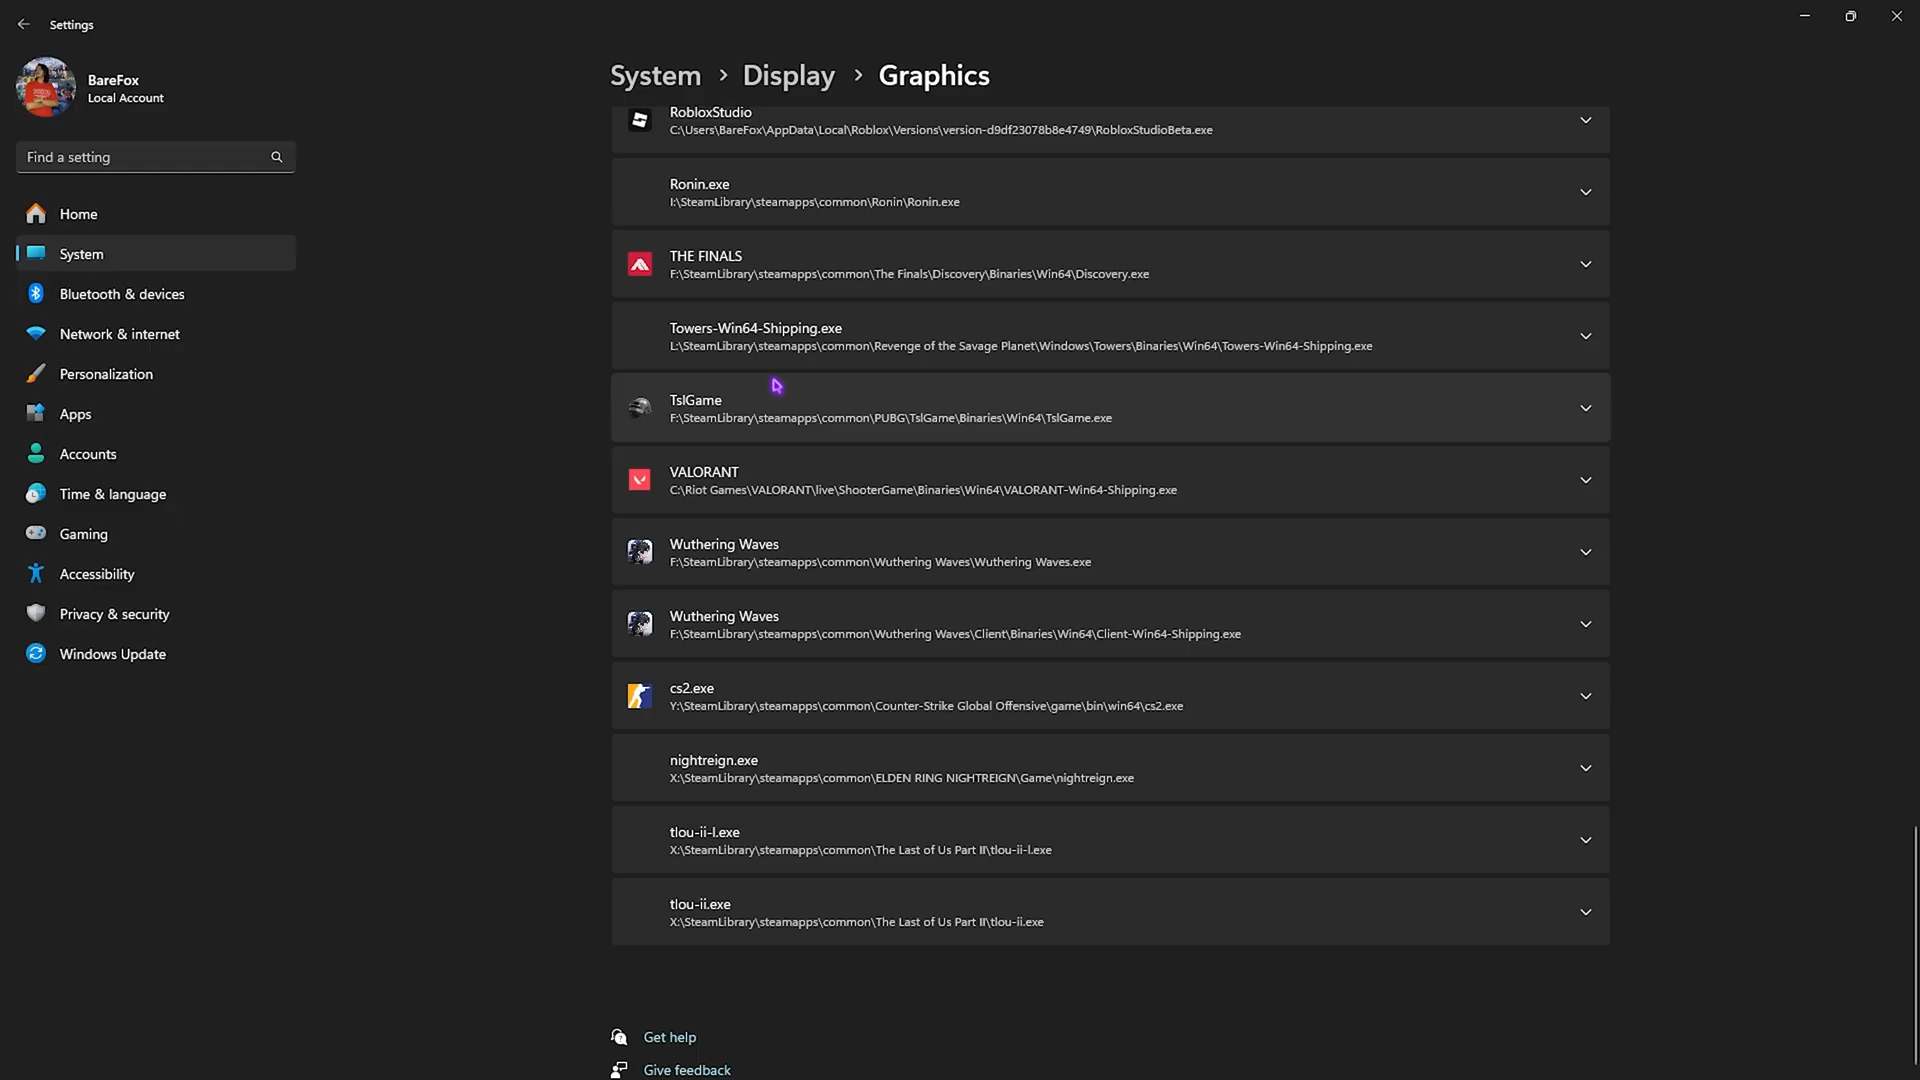 Settings
BareFox
Local Account
Find a setting
Home
System
Bluetooth & devices
Network & internet
Personalization
Apps
Accounts
Time & language
Gaming
Accessibility
Privacy & security
Windows Update
System > Display > Graphics
RobloxStudio
C:\Users\BareFox\AppData\Local\Roblox\Versions\version-d9df23078b8e4749\RobloxStudioBeta.exe
Ronin.exe
I:\SteamLibrary\steamapps\common\Ronin\Ronin.exe
THE FINALS
F:\SteamLibrary\steamapps\common\The Finals\Discovery\Binaries\Win64\Discovery.exe
Towers-Win64-Shipping.exe
L:\SteamLibrary\steamapps\common\Revenge of the Savage Planet\Windows\Towers\Binaries\Win64\Towers-Win64-Shipping.exe
TslGame
F:\SteamLibrary\steamapps\common\PUBG\TslGame\Binaries\Win64\TslGame.exe
VALORANT
C:\Riot Games\VALORANT\live\ShooterGame\Binaries\Win64\VALORANT-Win64-Shipping.exe
Wuthering Waves
F:\SteamLibrary\steamapps\common\Wuthering Waves\Wuthering Waves.exe
Wuthering Waves
F:\SteamLibrary\steamapps\common\Wuthering Waves\Client\Binaries\Win64\Client-Win64-Shipping.exe
cs2.exe
Y:\SteamLibrary\steamapps\common\Counter-Strike Global Offensive\game\bin\win64\cs2.exe
nightreign.exe
X:\SteamLibrary\steamapps\common\ELDEN RING NIGHTREIGN\Game\nightreign.exe
tlou-ii-l.exe
X:\SteamLibrary\steamapps\common\The Last of Us Part II\tlou-ii-l.exe
tlou-ii.exe
X:\SteamLibrary\steamapps\common\The Last of Us Part II\tlou-ii.exe
Get help
Give feedback